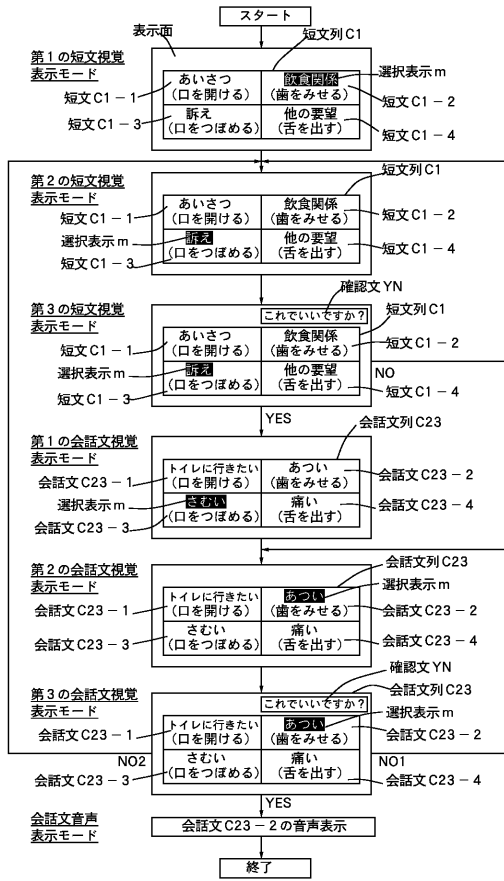 スタート
表示面
短文列C1
第1の短文視覚
表示モード
あいさつ
(口を開ける)
飲食関係
(歯をみせる)
選択表示m
短文C1－1
短文C1－2
訴え
(口をつぼめる)
他の要望
(舌を出す)
短文C1－3
短文C1－4
短文列C1
第2の短文視覚
表示モード
あいさつ
(口を開ける)
飲食関係
(歯をみせる)
短文C1－1
短文C1－2
選択表示m
訴え
(口をつぼめる)
他の要望
(舌を出す)
短文C1－4
短文C1－3
確認文YN
第3の短文視覚
表示モード
これでいいですか?
短文列C1
あいさつ
(口を開ける)
飲食関係
(歯をみせる)
短文C1－1
短文C1－2
選択表示m
訴え
(口をつぼめる)
他の要望
(舌を出す)
NO
短文C1－3
短文C1－4
YES
会話文列C23
第1の会話文視覚
表示モード
トイレに行きたい
(口を開ける)
あつい
(歯をみせる)
会話文C23－1
会話文C23－2
選択表示m
さむい
(口をつぼめる)
痛い
(舌を出す)
会話文C23－3
会話文C23－4
会話文列C23
第2の会話文視覚
表示モード
選択表示m
トイレに行きたい
(口を開ける)
あつい
(歯をみせる)
会話文C23－1
会話文C23－2
さむい
(口をつぼめる)
痛い
(舌を出す)
会話文C23－3
会話文C23－4
確認文YN
第3の会話文視覚
表示モード
会話文列C23
これでいいですか?
選択表示m
トイレに行きたい
(口を開ける)
あつい
(歯をみせる)
会話文C23－1
会話文C23－2
さむい
(口をつぼめる)
痛い
(舌を出す)
NO2
NO1
会話文C23－3
会話文C23－4
YES
会話文音声
表示モード
会話文C23－2の音声表示
終了